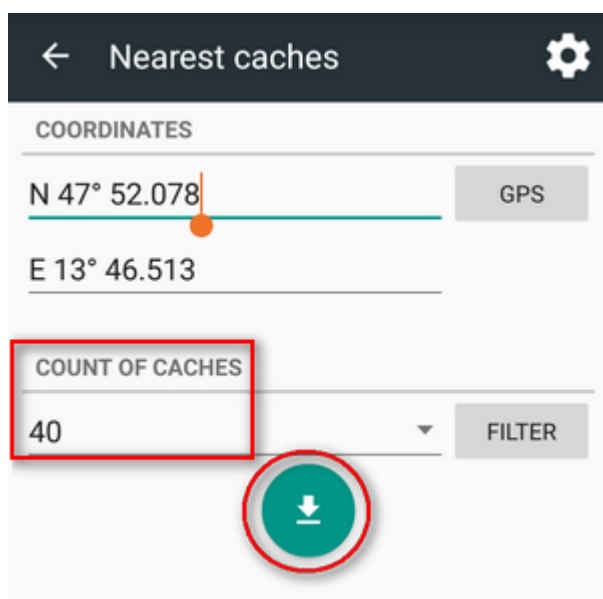 Nearest caches
COORDINATES
N 47° 52.078
GPS
E 13° 46.513
COUNT OF CACHES
40
FILTER